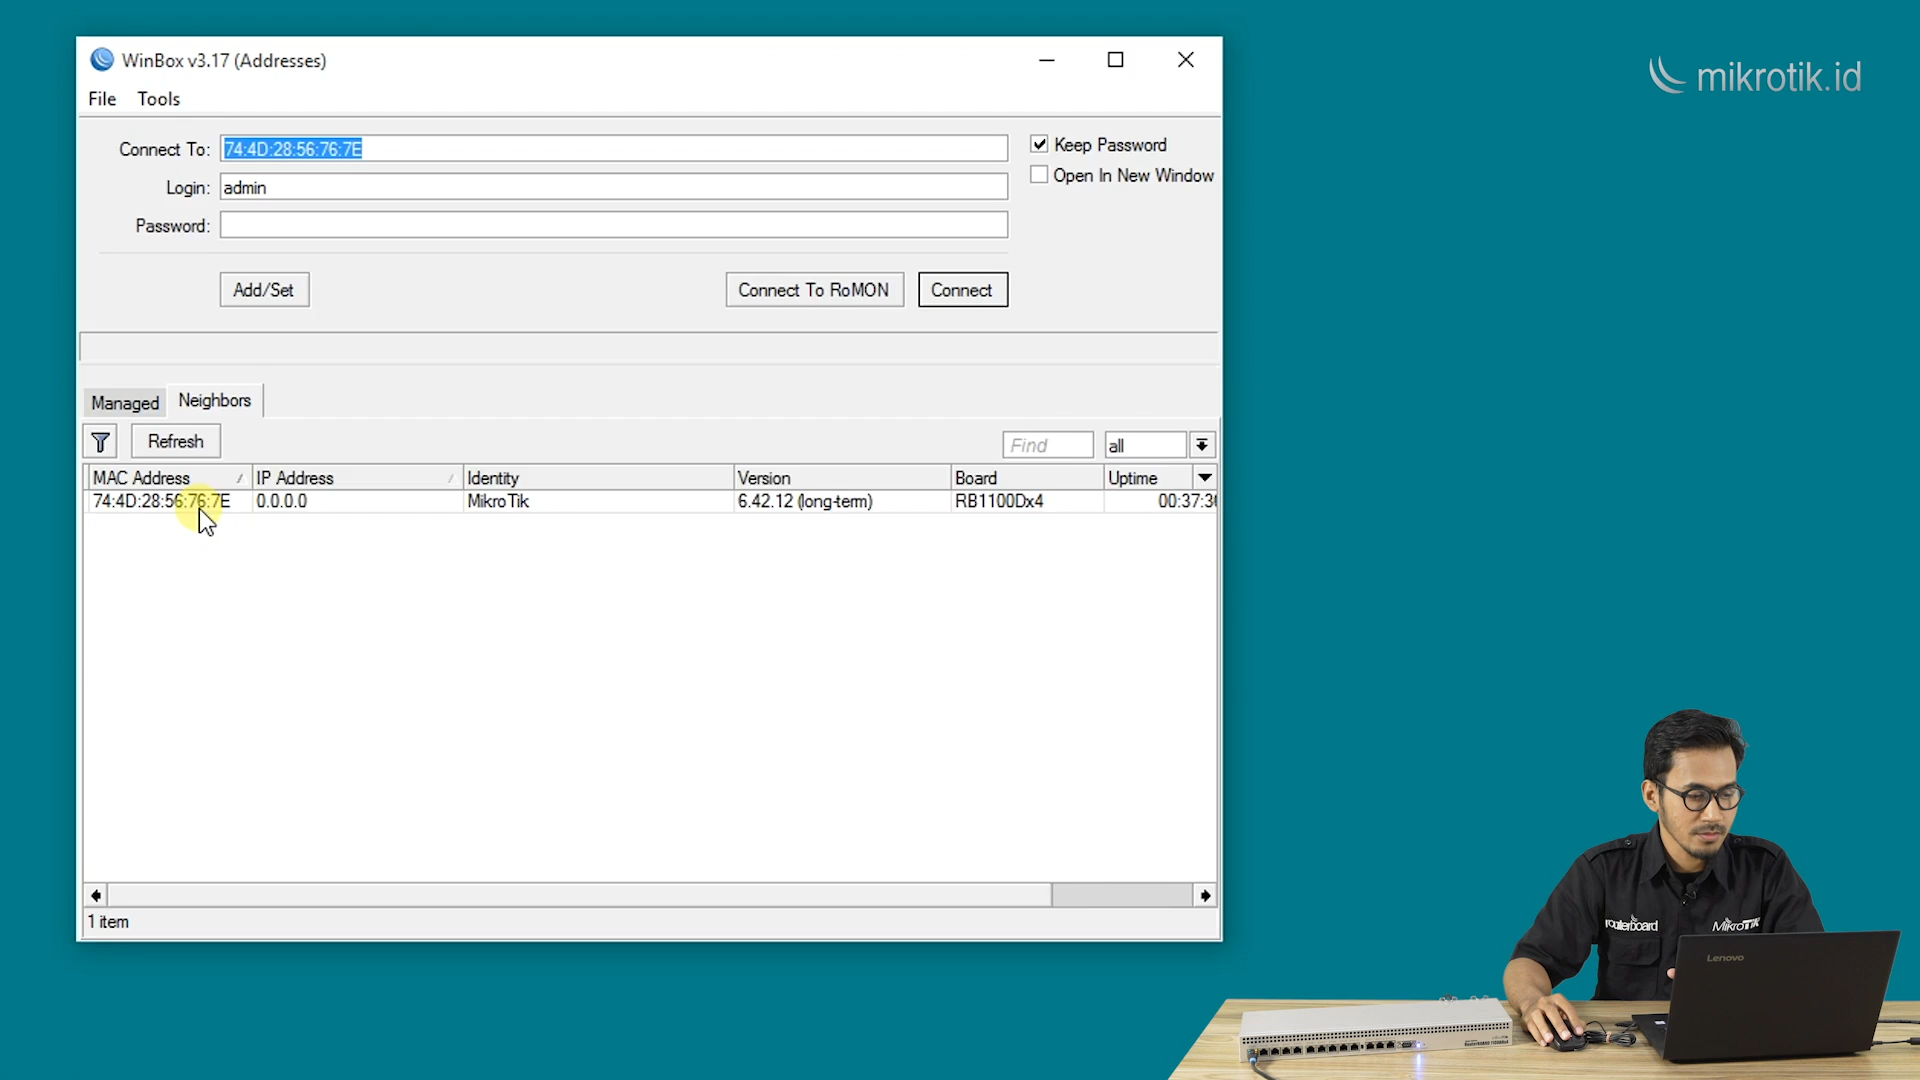 WinBox v3.17 (Addresses)
mikrotik.id
File Tools
Connect To: 74:4D:28:56:76:7E
Keep Password
Open In New Window
Login: admin
Password:
Add/Set Connect To RoMON Connect
Managed Neighbors
Refresh Find all
MAC Address IP Address Identity Version Board Uptime
74:4D:28:56:76:7E 0.0.0.0 MikroTik 6.42.12 (long-term) RB1100Dx4 00:37:3
1 item
routerboard MikroTik
Lenovo